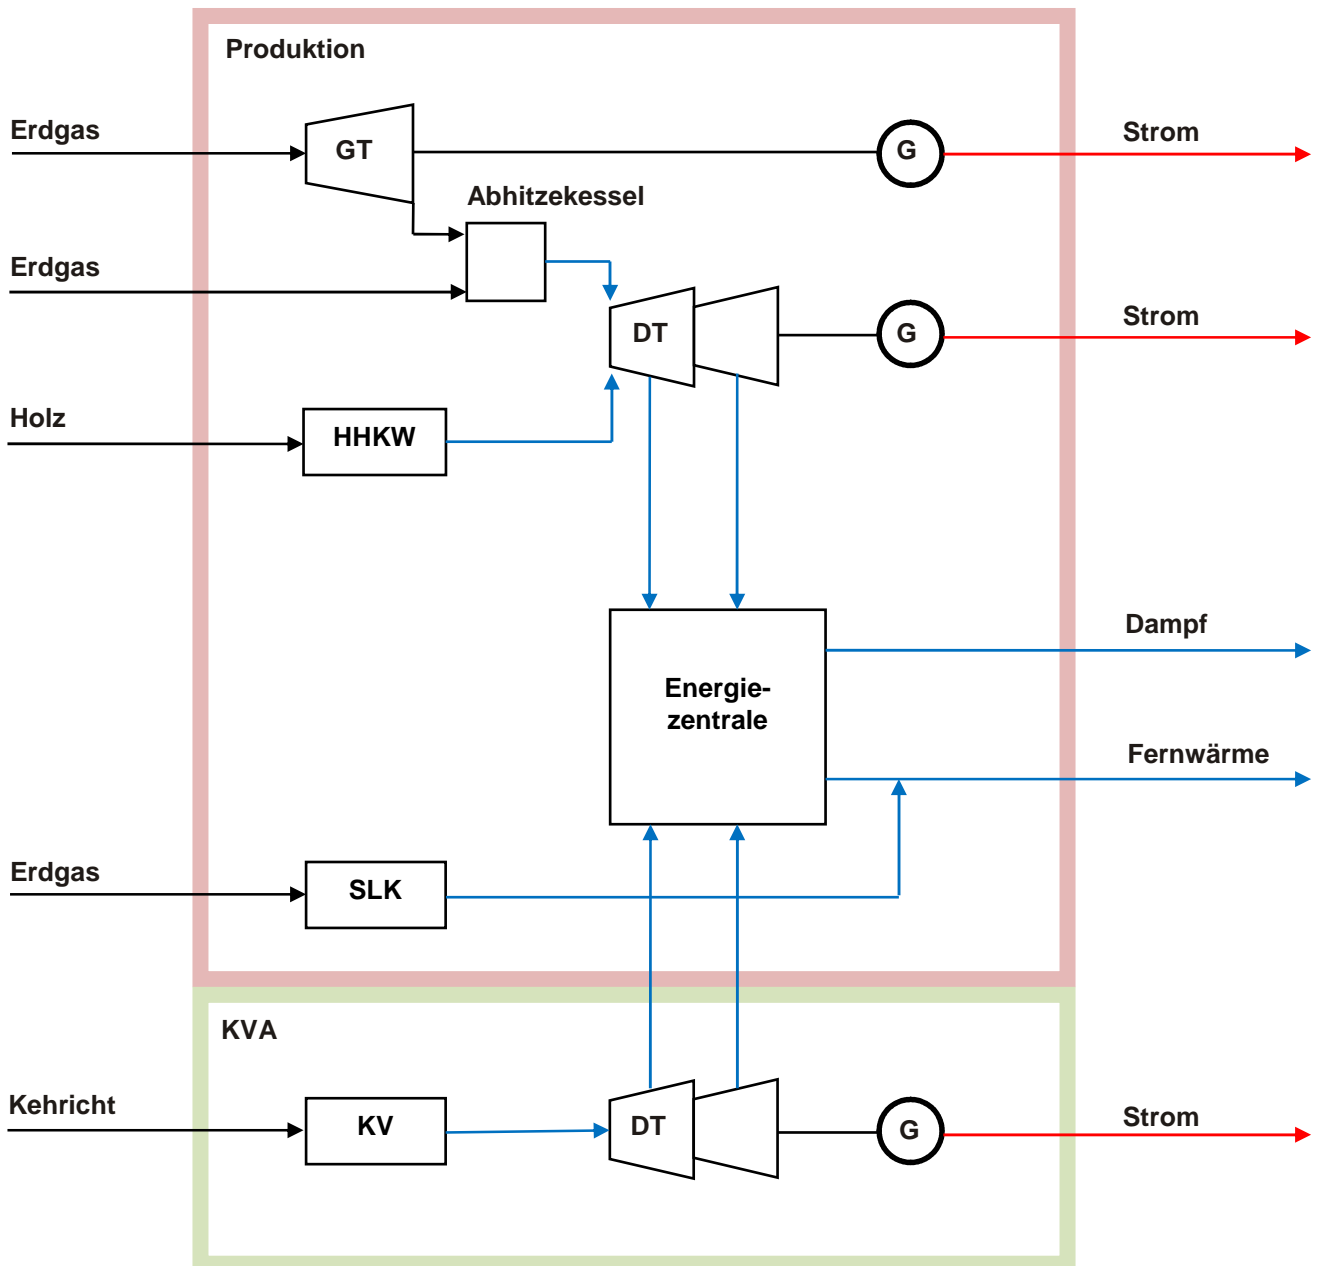 Produktion
Erdgas
GT
G
Strom
Abhitzekessel
Erdgas
DT
G
Strom
Holz
HHKW
Dampf
Energie-
zentrale
Fernwärme
Erdgas
SLK
KVA
Kehricht
KV
DT
G
Strom